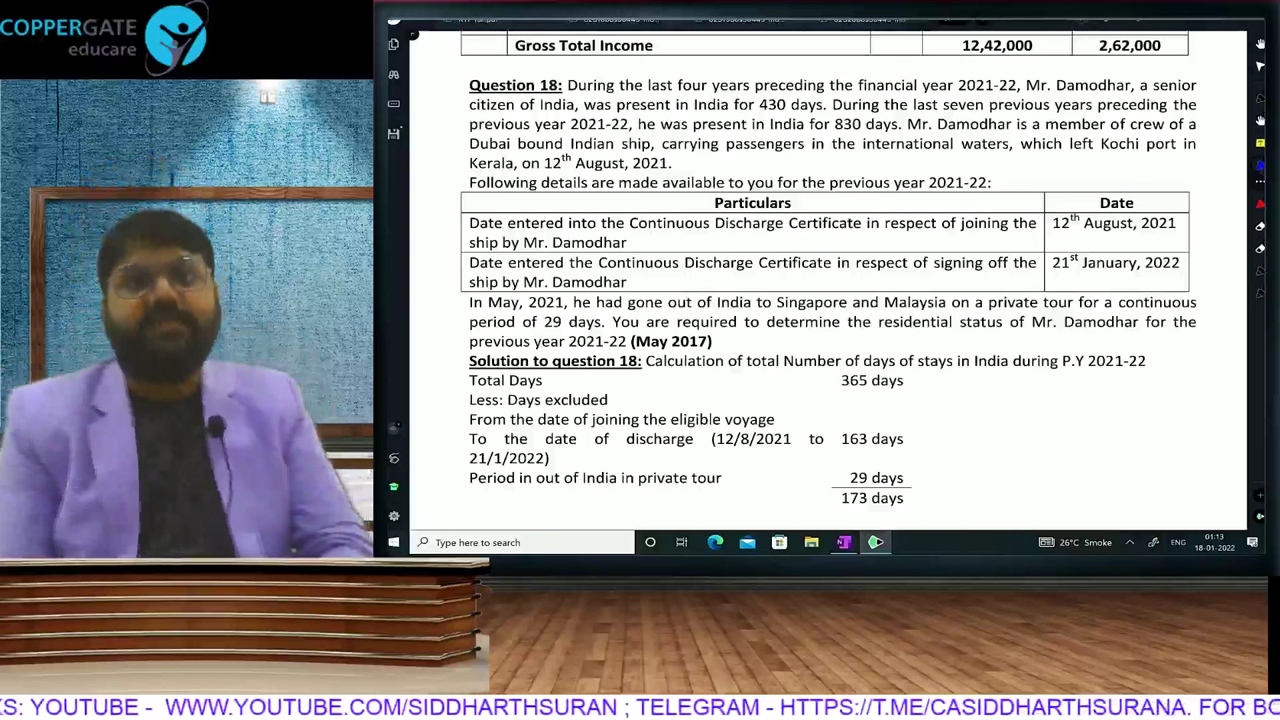 COPPERGATE
educare
Gross Total Income 12,42,000 2,62,000
Question 18: During the last four years preceding the financial year 2021-22, Mr. Damodhar, a senior
citizen of India, was present in India for 430 days. During the last seven previous years preceding the
previous year 2021-22, he was present in India for 830 days. Mr. Damodhar is a member of crew of a
Dubai bound Indian ship, carrying passengers in the international waters, which left Kochi port in
Kerala, on 12th August, 2021.
Following details are made available to you for the previous year 2021-22:
Particulars Date
Date entered into the Continuous Discharge Certificate in respect of joining the 12th August, 2021
ship by Mr. Damodhar
Date entered the Continuous Discharge Certificate in respect of signing off the 21st January, 2022
ship by Mr. Damodhar
In May, 2021, he had gone out of India to Singapore and Malaysia on a private tour for a continuous
period of 29 days. You are required to determine the residential status of Mr. Damodhar for the
previous year 2021-22 (May 2017)
Solution to question 18: Calculation of total Number of days of stays in India during P.Y 2021-22
Total Days 365 days
Less: Days excluded
From the date of joining the eligible voyage
To the date of discharge (12/8/2021 to 163 days
21/1/2022)
Period in out of India in private tour 29 days
173 days
Type here to search
26°C Smoke
ENG
01:13
18-01-2022
KS: YOUTUBE - WWW.YOUTUBE.COM/SIDDHARTHSURAN ; TELEGRAM - HTTPS://T.ME/CASIDDHARTHSURANA. FOR BO